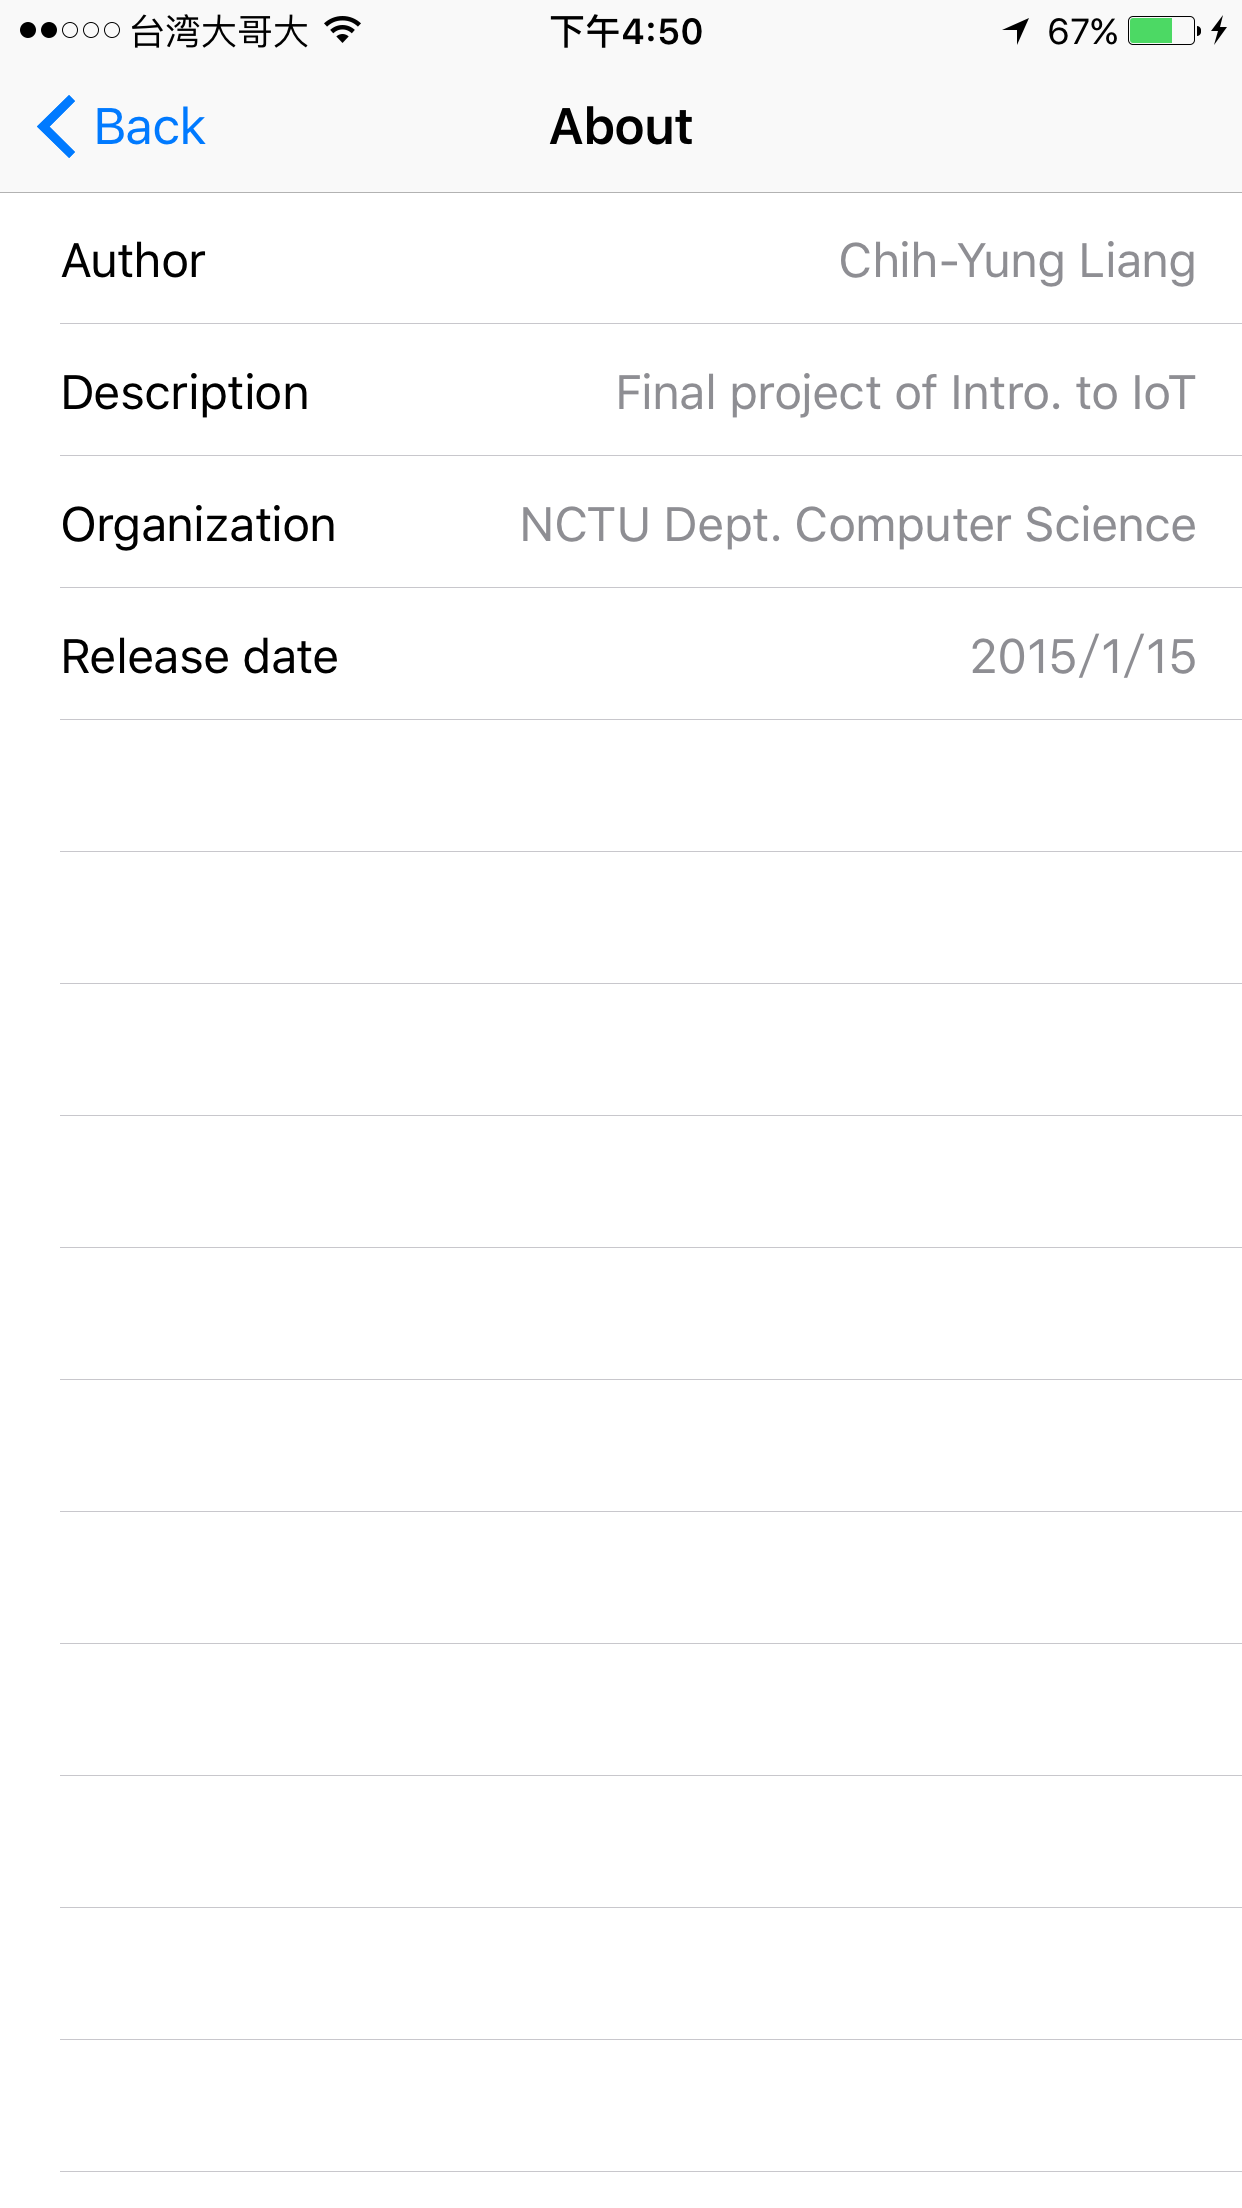 台湾大哥大 下午4:50 67%
Back About
Author Chih-Yung Liang
Description Final project of Intro. to IoT
Organization NCTU Dept. Computer Science
Release date 2015/1/15